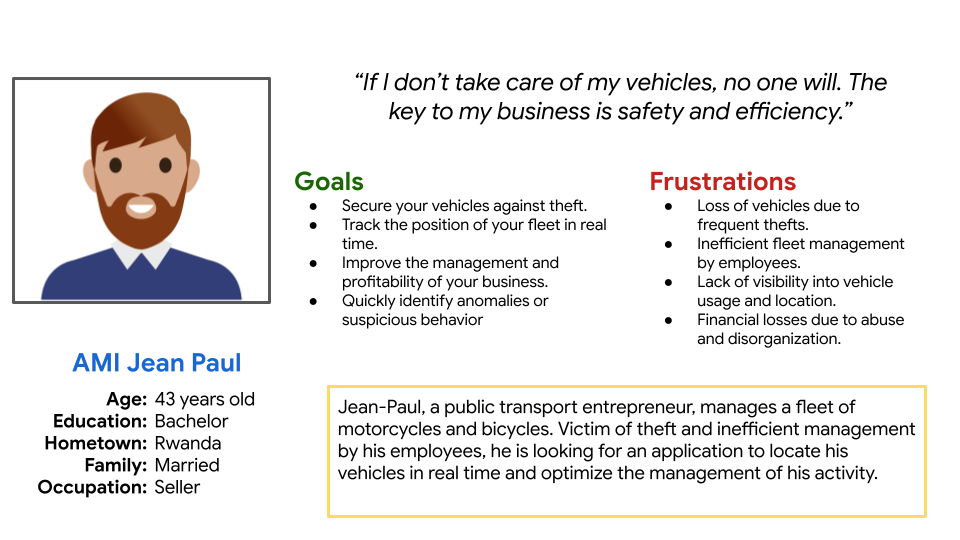 “If I don’t take care of my vehicles, no one will. The
key to my business is safety and efficiency.”
Goals
● Secure your vehicles against theft.
● Track the position of your fleet in real
time.
● Improve the management and
profitability of your business.
● Quickly identify anomalies or
suspicious behavior
Frustrations
● Loss of vehicles due to
frequent thefts.
● Inefficient fleet management
by employees.
● Lack of visibility into vehicle
usage and location.
● Financial losses due to abuse
and disorganization.
AMI Jean Paul
Age: 43 years old
Education: Bachelor
Hometown: Rwanda
Family: Married
Occupation: Seller
Jean-Paul, a public transport entrepreneur, manages a fleet of
motorcycles and bicycles. Victim of theft and inefficient management
by his employees, he is looking for an application to locate his
vehicles in real time and optimize the management of his activity.